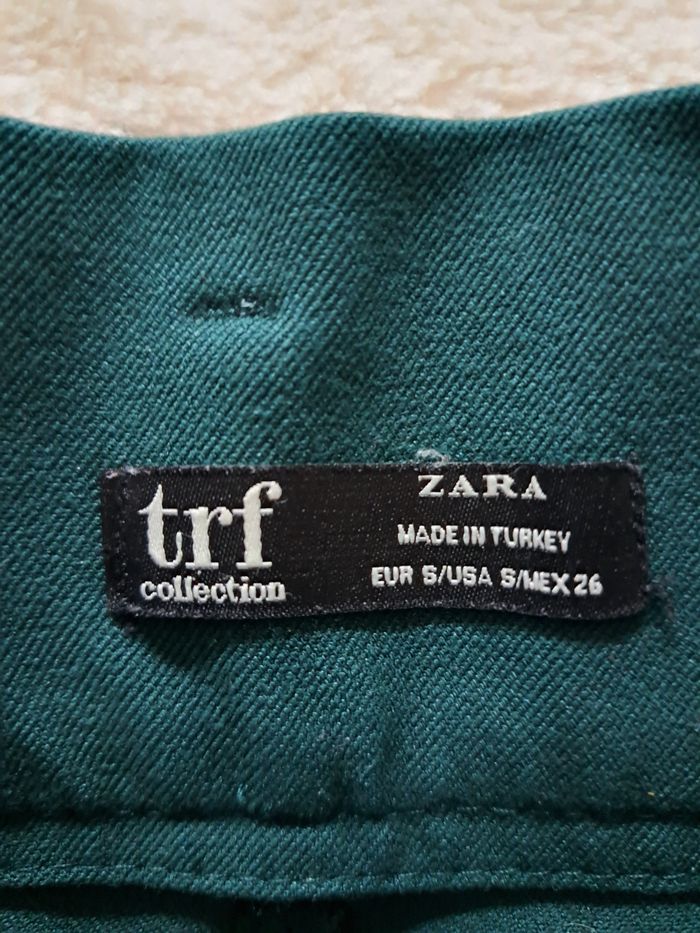 trf
collection
ZARA
MADE IN TURKEY
EUR S/USA S/MEX 26